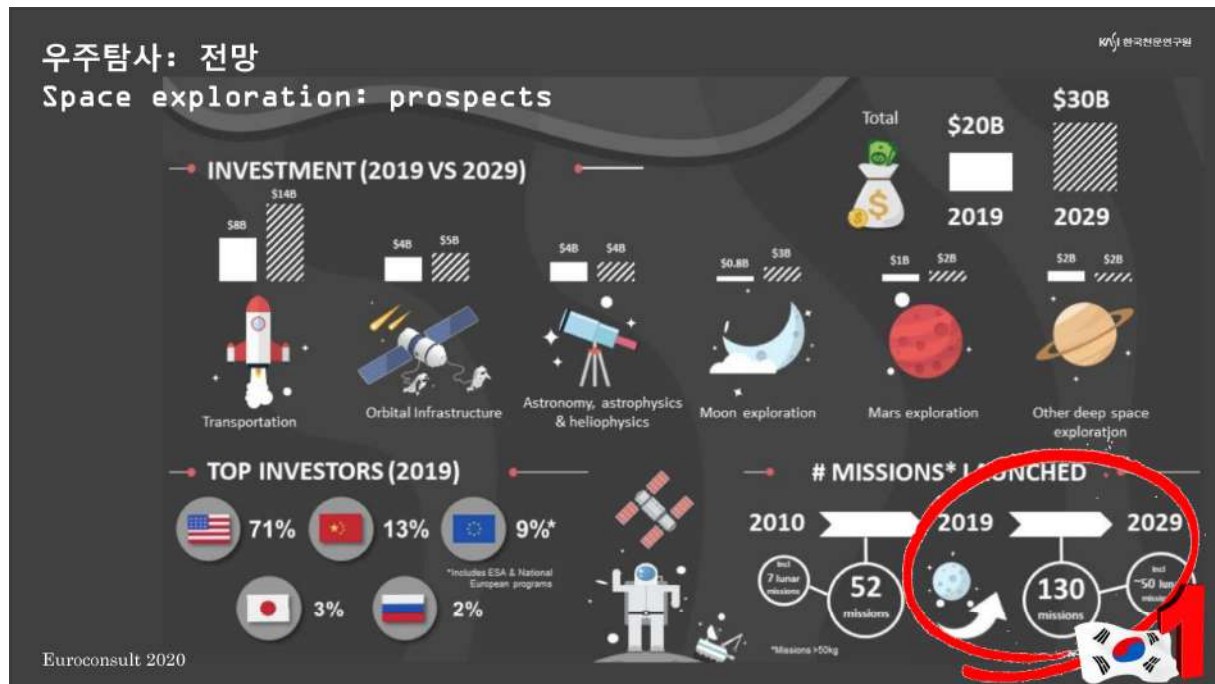 우주탐사: 전망
Space exploration: prospects
KASI 한국천문연구원
Total
$20B
$30B
2019
2029
INVESTMENT (2019 VS 2029)
$8B
$14B
$4B
$5B
$4B
$4B
$0.8B
$3B
$1B
$2B
$2B
$2B
Transportation
Orbital Infrastructure
Astronomy, astrophysics
& heliophysics
Moon exploration
Mars exploration
Other deep space
exploration
TOP INVESTORS (2019)
71%
13%
9%*
*Includes ESA & National
European programs
3%
2%
# MISSIONS* LAUNCHED
2010
2019
2029
Incl
7 lunar
missions
52
missions
130
missions
Incl
~50
*Missions >50kg
1
Euroconsult 2020